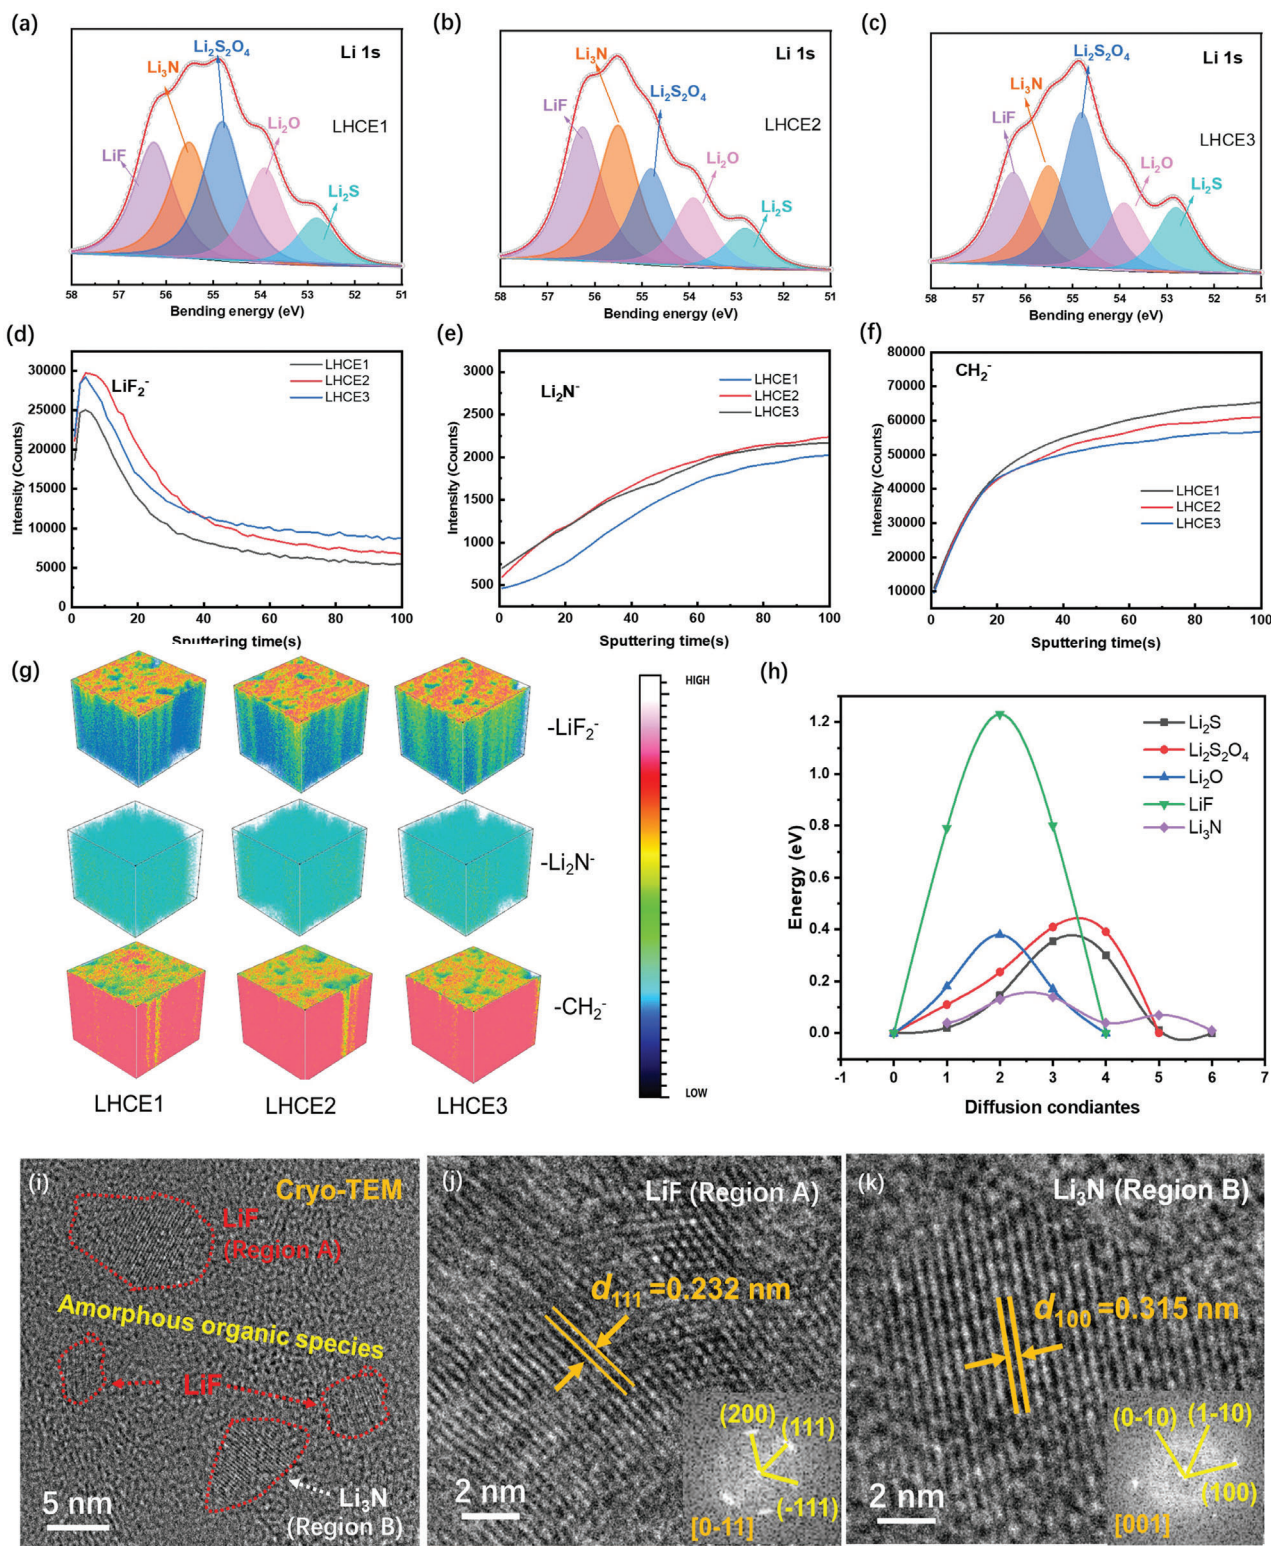 (a)
Li₂S₂O₄
Li 1s
Li₃N
Li₂O
LHCE1
LiF
Li₂S
58 57 56 55 54 53 52 51
Bending energy (eV)
(b)
Li₃N
Li 1s
LiF
Li₂S₂O₄
LHCE2
Li₂O
Li₂S
58 57 56 55 54 53 52 51
Bending energy (eV)
(c)
Li₂S₂O₄
Li 1s
Li₃N
LiF
LHCE3
Li₂O
Li₂S
58 57 56 55 54 53 52 51
Bending energy (eV)
(d)
LiF₂⁻
LHCE1
LHCE2
LHCE3
30000
25000
20000
15000
10000
5000
0
Intensity (Counts)
0 20 40 60 80 100
Sputtering time(s)
(e)
Li₂N⁻
LHCE1
LHCE2
LHCE3
3000
2500
2000
1500
1000
500
Intensity (Counts)
0 20 40 60 80 100
Sputtering time(s)
(f)
CH₂⁻
80000
70000
60000
50000
40000
30000
20000
10000
Intensity (Counts)
LHCE1
LHCE2
LHCE3
0 20 40 60 80 100
Sputtering time(s)
(g)
-LiF₂⁻
-Li₂N⁻
-CH₂⁻
LHCE1 LHCE2 LHCE3
HIGH
LOW
(h)
Li₂S
Li₂S₂O₄
Li₂O
LiF
Li₃N
1.2
1.0
0.8
0.6
0.4
0.2
0.0
Energy (eV)
-1 0 1 2 3 4 5 6 7
Diffusion condiantes
(i)
Cryo-TEM
LiF
(Region A)
Amorphous organic species
LiF
Li₃N
(Region B)
5 nm
(j)
LiF (Region A)
d₁₁₁ =0.232 nm
(200)
(111)
(-111)
[0-11]
2 nm
(k)
Li₃N (Region B)
d₁₀₀ =0.315 nm
(0-10)
(1-10)
(100)
[001]
2 nm